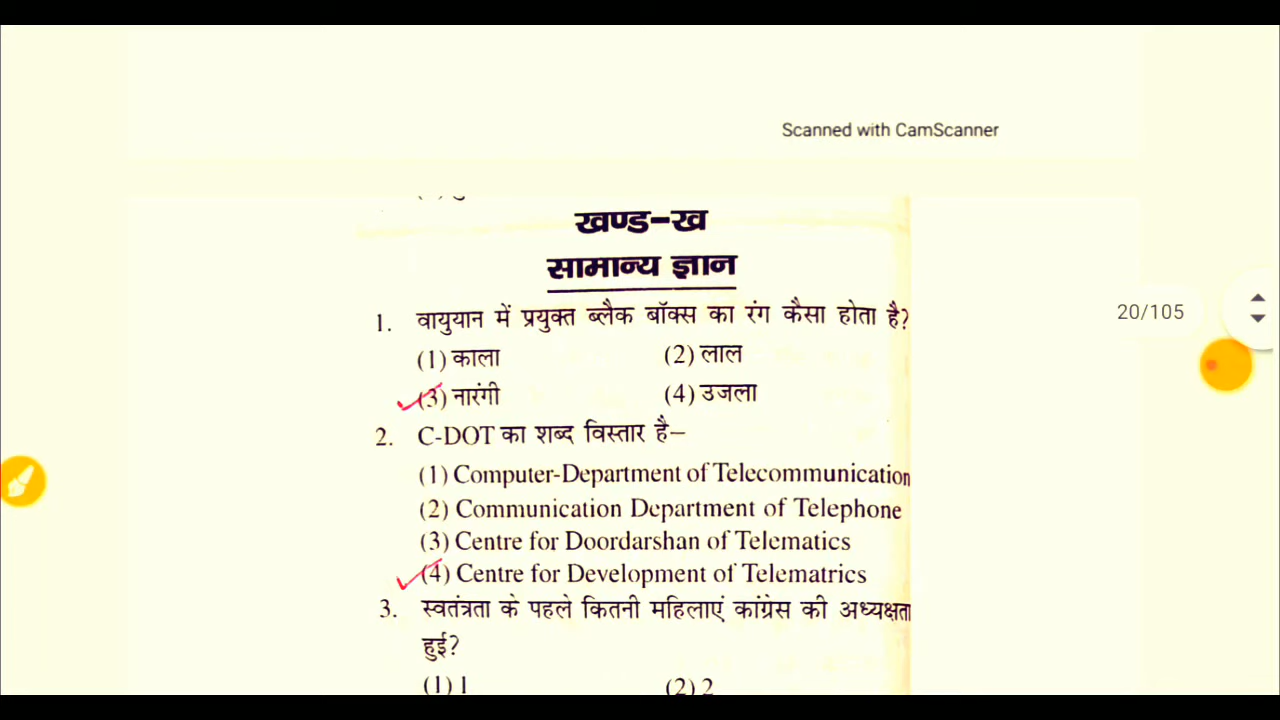 Scanned with CamScanner
खण्ड-ख
सामान्य ज्ञान
1. वायुयान में प्रयुक्त ब्लैक बॉक्स का रंग कैसा होता है?
(1) काला (2) लाल
(3) नारंगी (4) उजला
20/105
2. C-DOT का शब्द विस्तार है–
(1) Computer-Department of Telecommunication
(2) Communication Department of Telephone
(3) Centre for Doordarshan of Telematics
(4) Centre for Development of Telematrics
3. स्वतंत्रता के पहले कितनी महिलाएं कांग्रेस की अध्यक्षता
हुई?
(1) 1 (2) 2